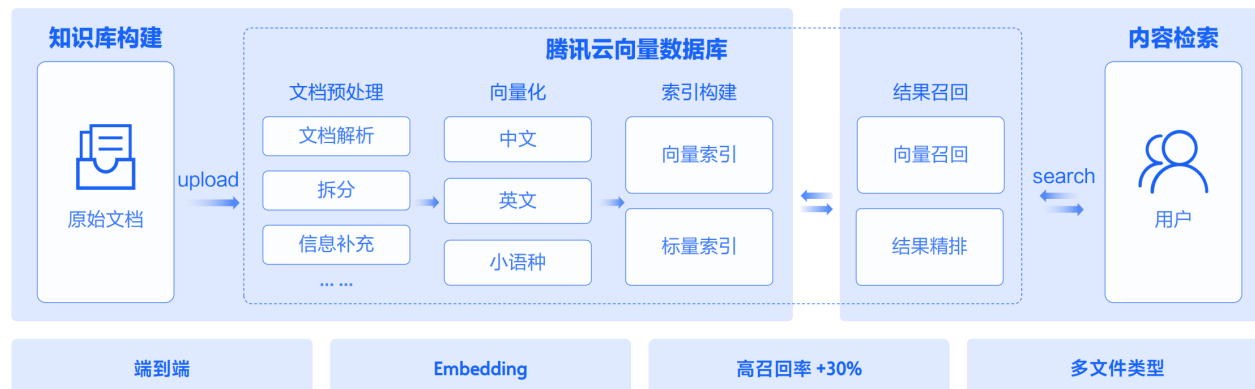 知识库构建
腾讯云向量数据库
内容检索
文档预处理
向量化
索引构建
结果召回
文档解析
中文
向量索引
向量召回
upload
拆分
英文
search
原始文档
用户
信息补充
小语种
标量索引
结果精排
... ...
端到端
Embedding
高召回率 +30%
多文件类型